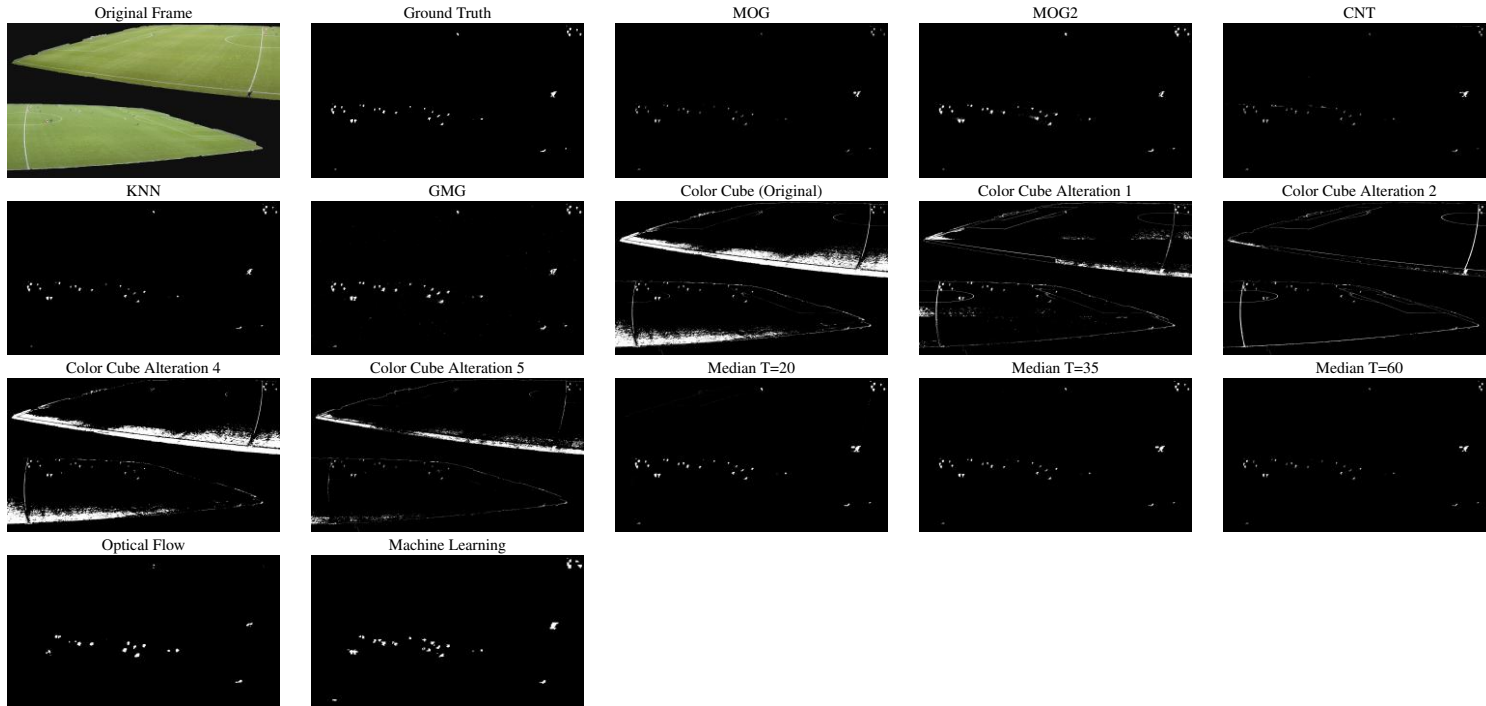 Original Frame
Ground Truth
MOG
MOG2
CNT
KNN
GMG
Color Cube (Original)
Color Cube Alteration 1
Color Cube Alteration 2
Color Cube Alteration 4
Color Cube Alteration 5
Median T=20
Median T=35
Median T=60
Optical Flow
Machine Learning